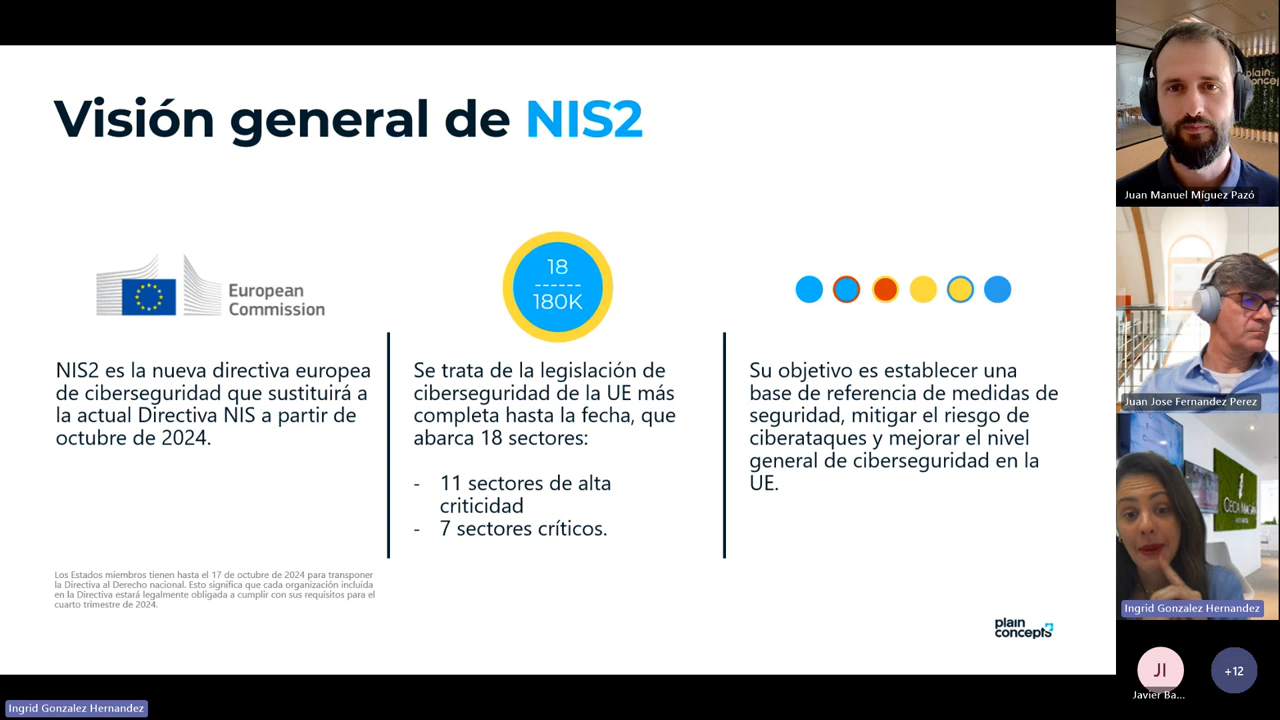 Visión general de NIS2
European
Commission
NIS2 es la nueva directiva europea
de ciberseguridad que sustituirá a
la actual Directiva NIS a partir de
octubre de 2024.
Los Estados miembros tienen hasta el 17 de octubre de 2024 para transponer
la Directiva al Derecho nacional. Esto significa que cada organización incluida
en la Directiva estará legalmente obligada a cumplir con sus requisitos para el
cuarto trimestre de 2024.
18
------
180K
Se trata de la legislación de
ciberseguridad de la UE más
completa hasta la fecha, que
abarca 18 sectores:
- 11 sectores de alta
criticidad
- 7 sectores críticos.
Su objetivo es establecer una
base de referencia de medidas de
seguridad, mitigar el riesgo de
ciberataques y mejorar el nivel
general de ciberseguridad en la
UE.
plain
concepts
plain
Juan Manuel Míguez Pazó
Juan Jose Fernandez Perez
Ingrid Gonzalez Hernandez
JI
Javier Ba...
+12
Ingrid Gonzalez Hernandez